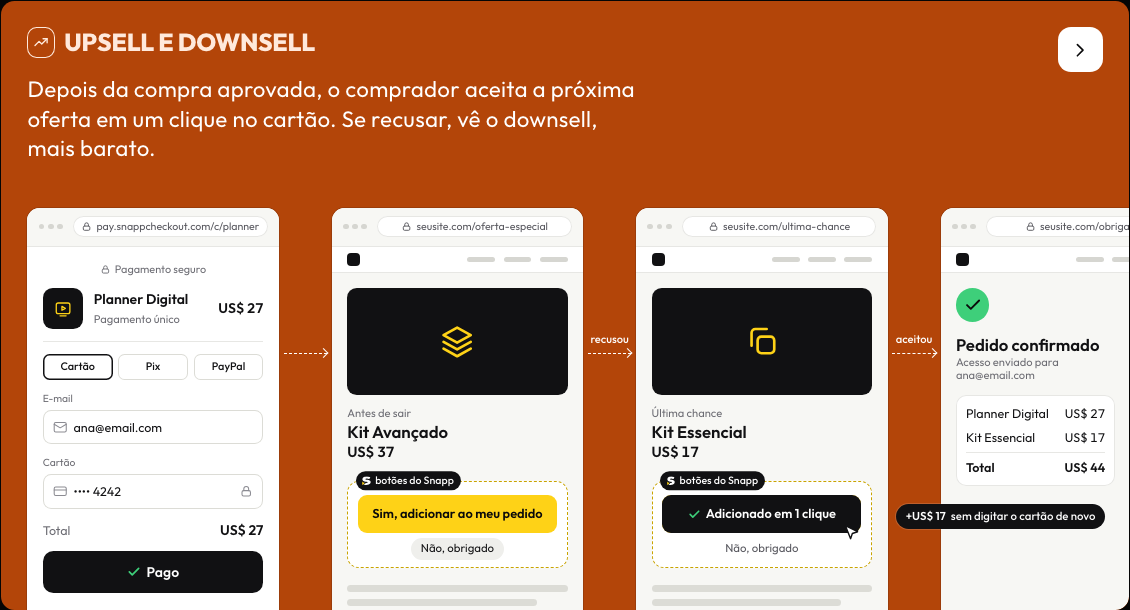 UPSELL E DOWNSELL
Depois da compra aprovada, o comprador aceita a próxima
oferta em um clique no cartão. Se recusar, vê o downsell,
mais barato.
pay.snappcheckout.com/c/planner
Pagamento seguro
Planner Digital
Pagamento único
US$ 27
Cartão
Pix
PayPal
E-mail
ana@email.com
Cartão
•••• 4242
Total
US$ 27
Pago
seusite.com/oferta-especial
Antes de sair
Kit Avançado
US$ 37
botões do Snapp
Sim, adicionar ao meu pedido
Não, obrigado
recusou
seusite.com/ultima-chance
Última chance
Kit Essencial
US$ 17
botões do Snapp
Adicionado em 1 clique
Não, obrigado
aceitou
seusite.com/obriga
Pedido confirmado
Acesso enviado para
ana@email.com
Planner Digital US$ 27
Kit Essencial US$ 17
Total US$ 44
+US$ 17 sem digitar o cartão de novo